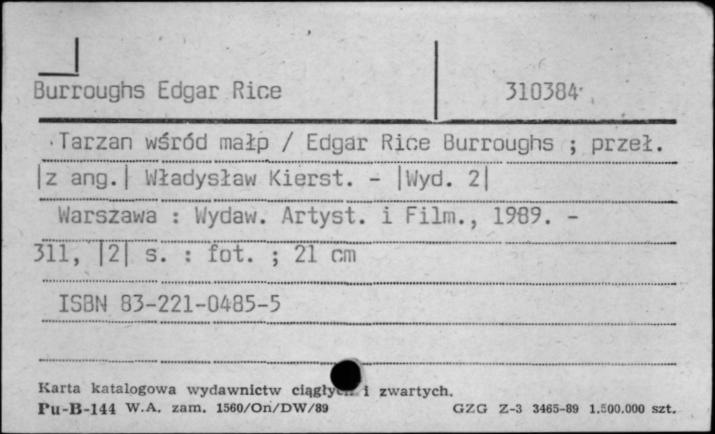 Burroughs Edgar Rice 310384
Tarzan wśród małp / Edgar Rice Burroughs ; przeł.
|z ang.| Władysław Kierst. - |Wyd. 2|
Warszawa : Wydaw. Artyst. i Film., 1989. -
311, |2| s. : fot. ; 21 cm
ISBN 83-221-0485-5
Karta katalogowa wydawnictw ciągłych i zwartych.
Pu-B-144 W.A. zam. 1560/On/DW/89 GZG Z-3 3465-89 1.500.000 szt.